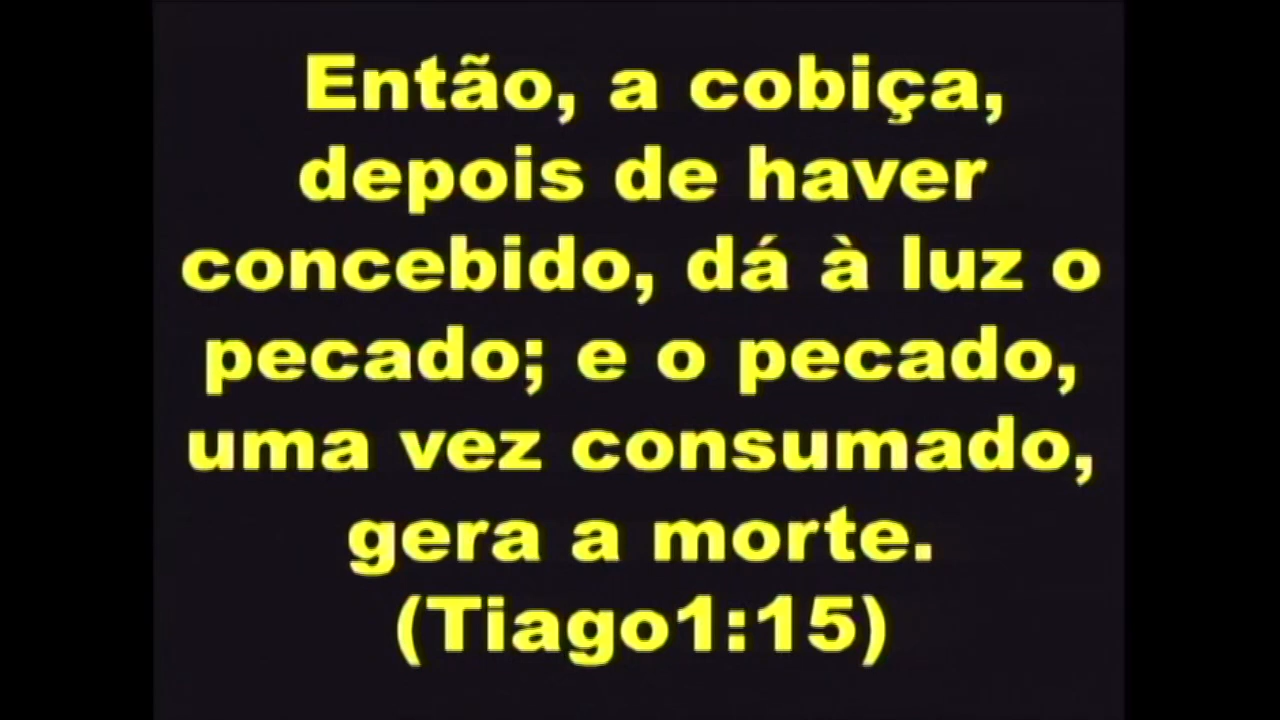 Então, a cobiça,
depois de haver
concebido, dá à luz o
pecado; e o pecado,
uma vez consumado,
gera a morte.
(Tiago1:15)